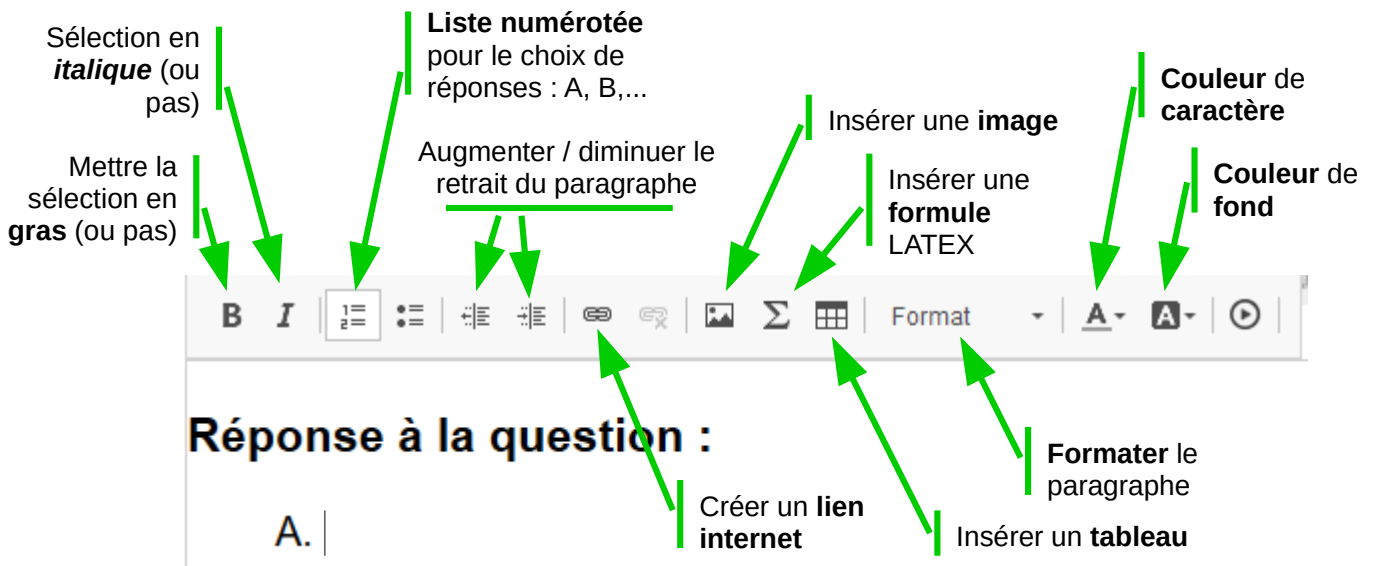 Sélection en
italique (ou
pas)
Liste numérotée
pour le choix de
réponses : A, B,...
Couleur de
caractère
Insérer une image
Mettre la
sélection en
gras (ou pas)
Augmenter / diminuer le
retrait du paragraphe
Insérer une
formule
LATEX
Couleur de
fond
B I Format A A
Réponse à la question :
A.
Créer un lien
internet
Formater le
paragraphe
Insérer un tableau